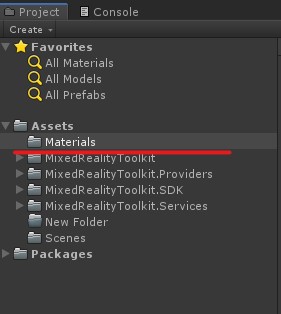 Project Console
Create
Favorites
All Materials
All Models
All Prefabs
Assets
Materials
MixedRealityToolkit
MixedRealityToolkit.Providers
MixedRealityToolkit.SDK
MixedRealityToolkit.Services
New Folder
Scenes
Packages